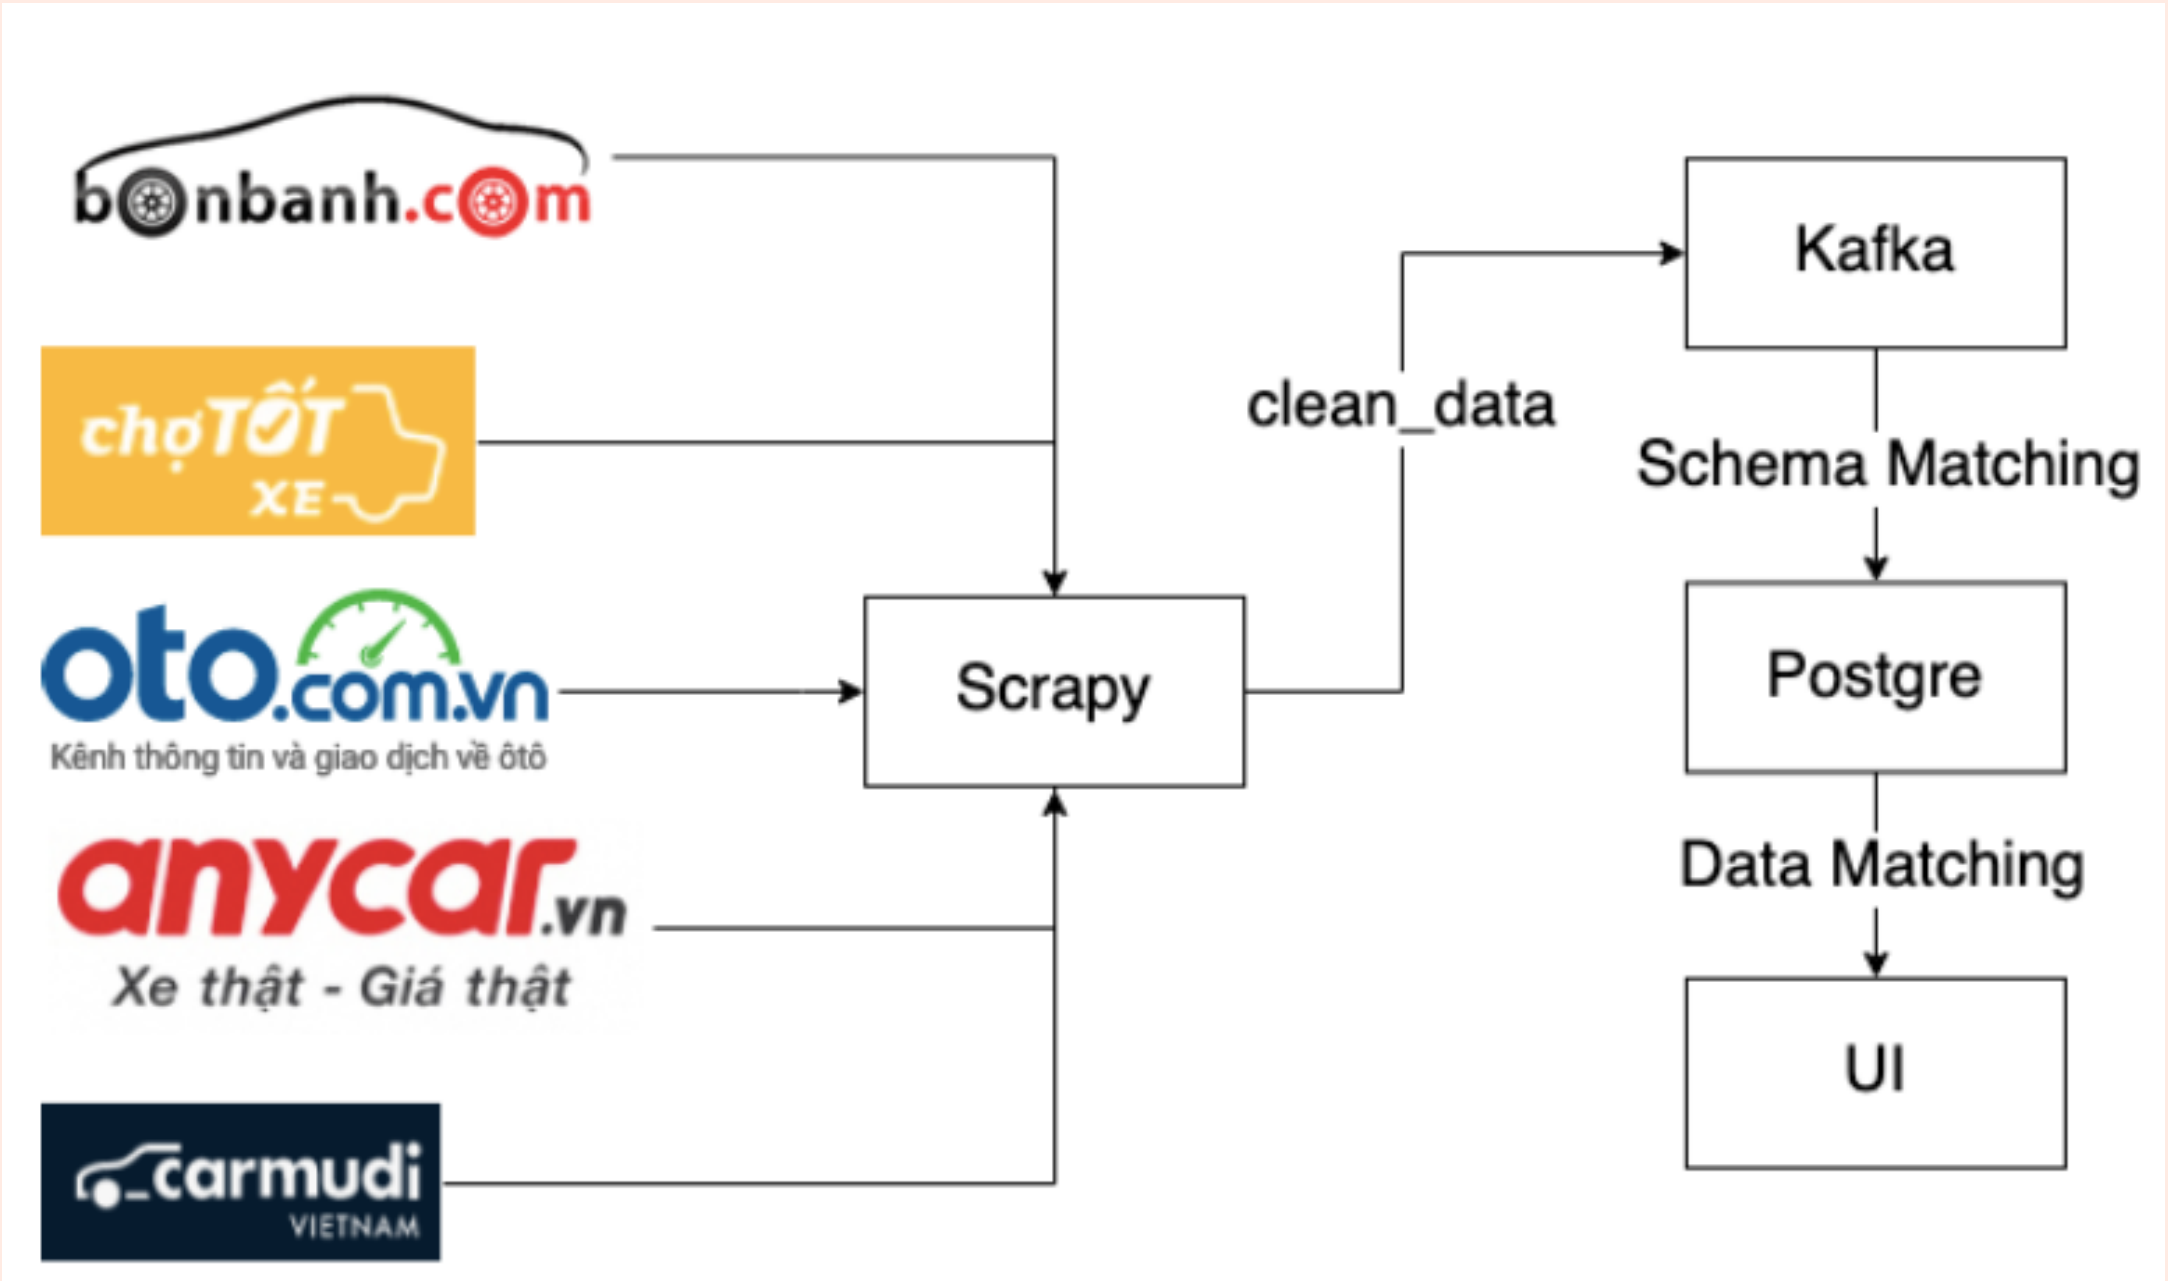 bonbanh.com
chợTỐT
XE
oto.com.vn
Kênh thông tin và giao dịch về ôtô
anycar.vn
Xe thật - Giá thật
carmudi
VIETNAM
Scrapy
clean_data
Kafka
Schema Matching
Postgre
Data Matching
UI